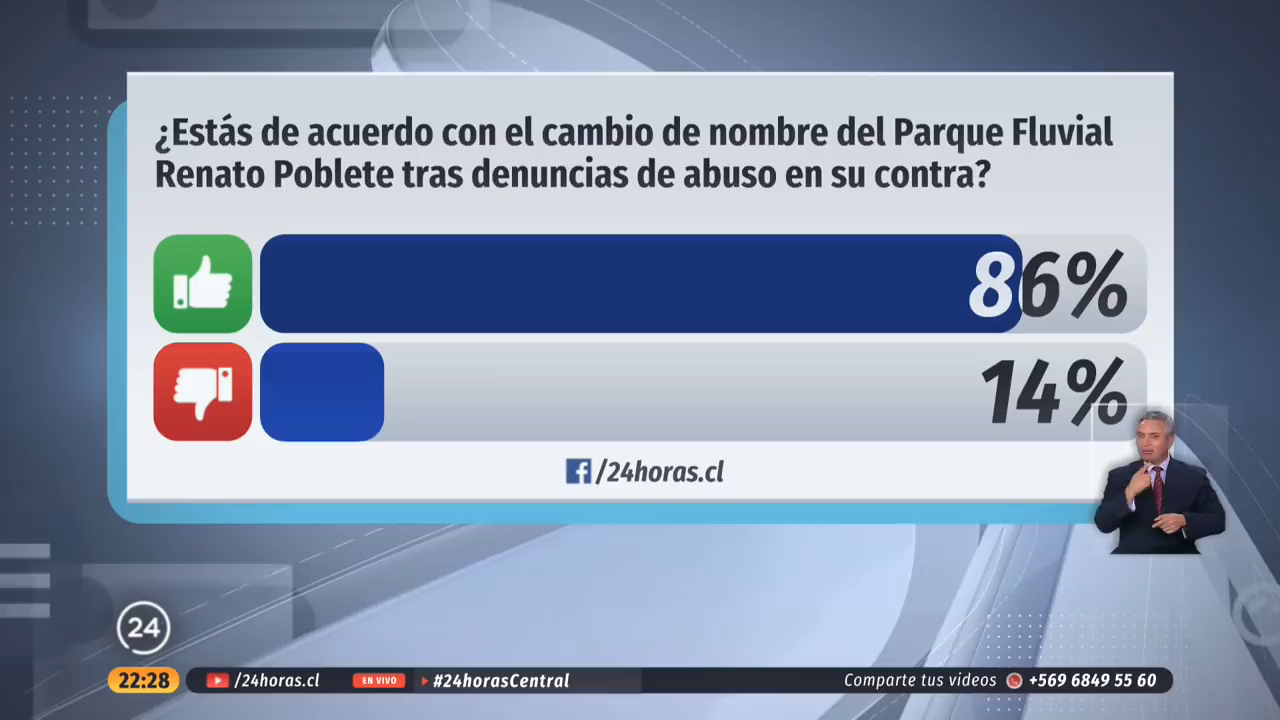 ¿Estás de acuerdo con el cambio de nombre del Parque Fluvial
Renato Poblete tras denuncias de abuso en su contra?
86%
14%
/24horas.cl
24
22:28
/24horas.cl
EN VIVO
#24horasCentral
Comparte tus videos
+569 6849 55 60